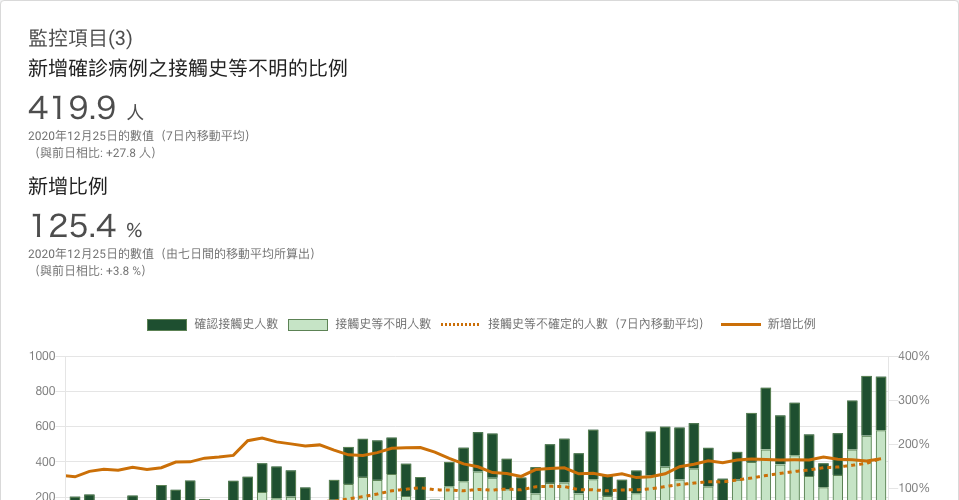 監控項目(3)
新增確診病例之接觸史等不明的比例
419.9 人
2020年12月25日的數值（7日內移動平均）
（與前日相比: +27.8 人）
新增比例
125.4 %
2020年12月25日的數值（由七日間的移動平均所算出）
（與前日相比: +3.8 %）
確認接觸史人數 接觸史等不明人數 接觸史等不確定的人數（7日內移動平均） 新增比例
1000 400%
800 300%
600 200%
400 100%
200